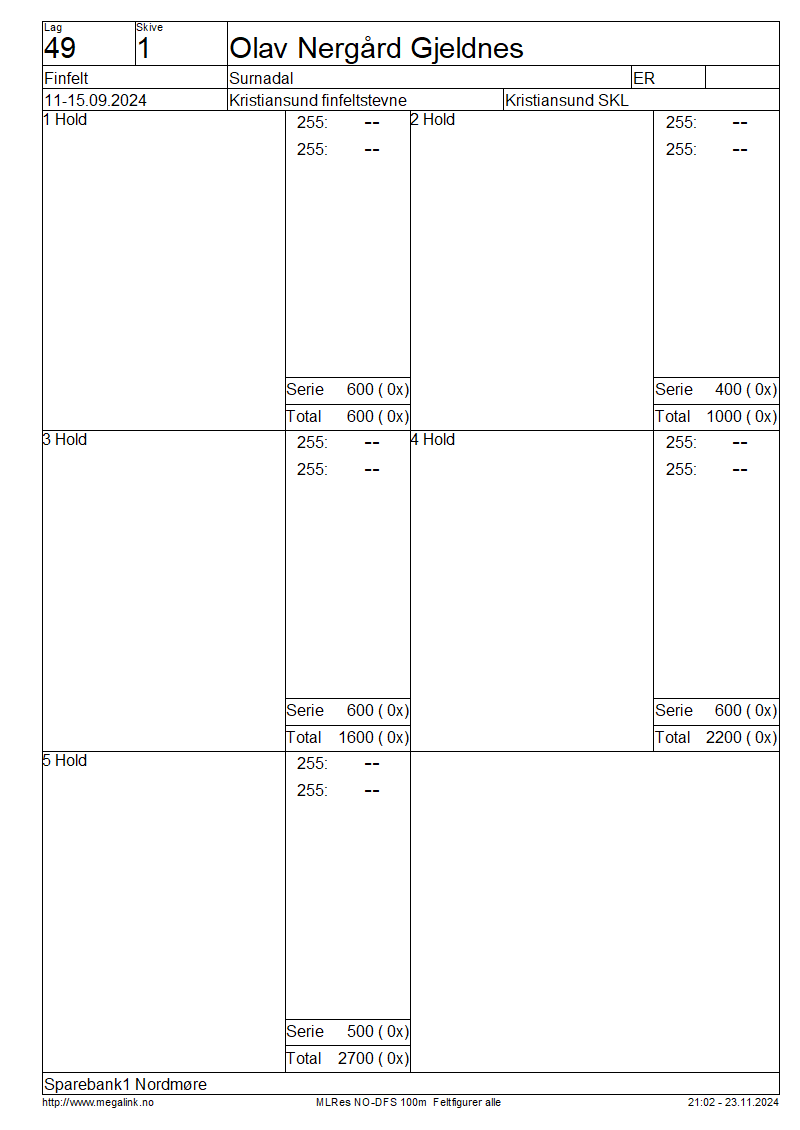 Lag Skive
49 1 Olav Nergård Gjeldnes
Finfelt Surnadal ER
11-15.09.2024 Kristiansund finfeltstevne Kristiansund SKL
1 Hold 255: --
255: --
Serie 600 ( 0x)
Total 600 ( 0x)
2 Hold 255: --
255: --
Serie 400 ( 0x)
Total 1000 ( 0x)
3 Hold 255: --
255: --
Serie 600 ( 0x)
Total 1600 ( 0x)
4 Hold 255: --
255: --
Serie 600 ( 0x)
Total 2200 ( 0x)
5 Hold 255: --
255: --
Serie 500 ( 0x)
Total 2700 ( 0x)
Sparebank1 Nordmøre
http://www.megalink.no MLRes NO-DFS 100m Feltfigurer alle 21:02 - 23.11.2024